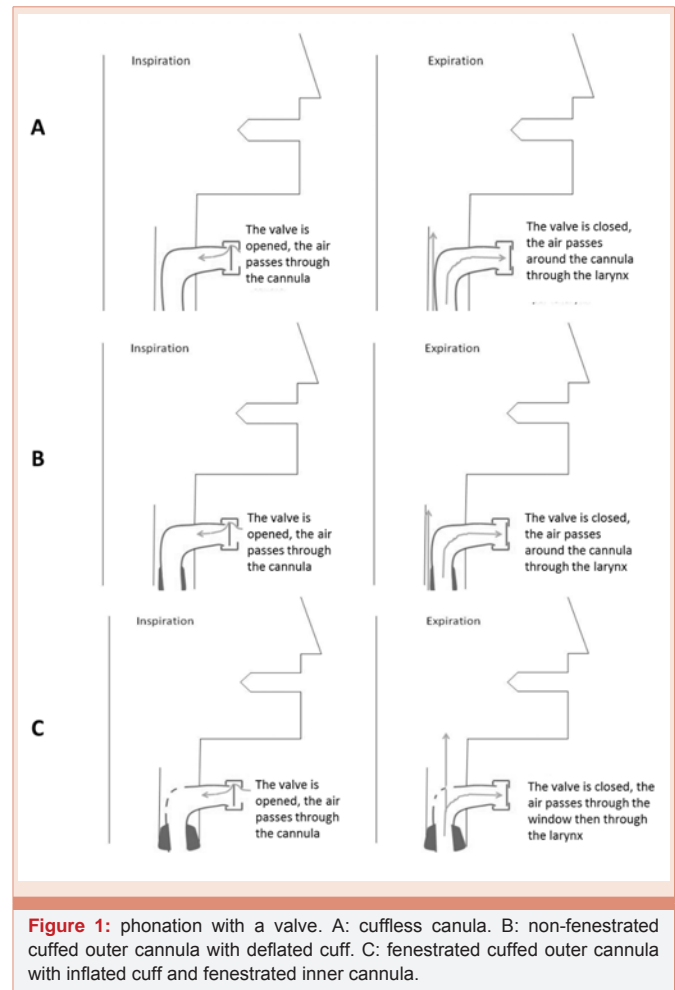 Inspiration
Expiration
A
The valve is
opened, the air
passes through
the cannula
The valve is closed,
the air passes
around the cannula
through the larynx
Inspiration
Expiration
B
The valve is
opened, the air
passes through
the cannula
The valve is closed,
the air passes
around the cannula
through the larynx
Inspiration
Expiration
C
The valve is
opened, the air
passes through
the cannula
The valve is closed, the
air passes through the
window then through
the larynx
Figure 1: phonation with a valve. A: cuffless canula. B: non-fenestrated
cuffed outer cannula with deflated cuff. C: fenestrated cuffed outer cannula
with inflated cuff and fenestrated inner cannula.